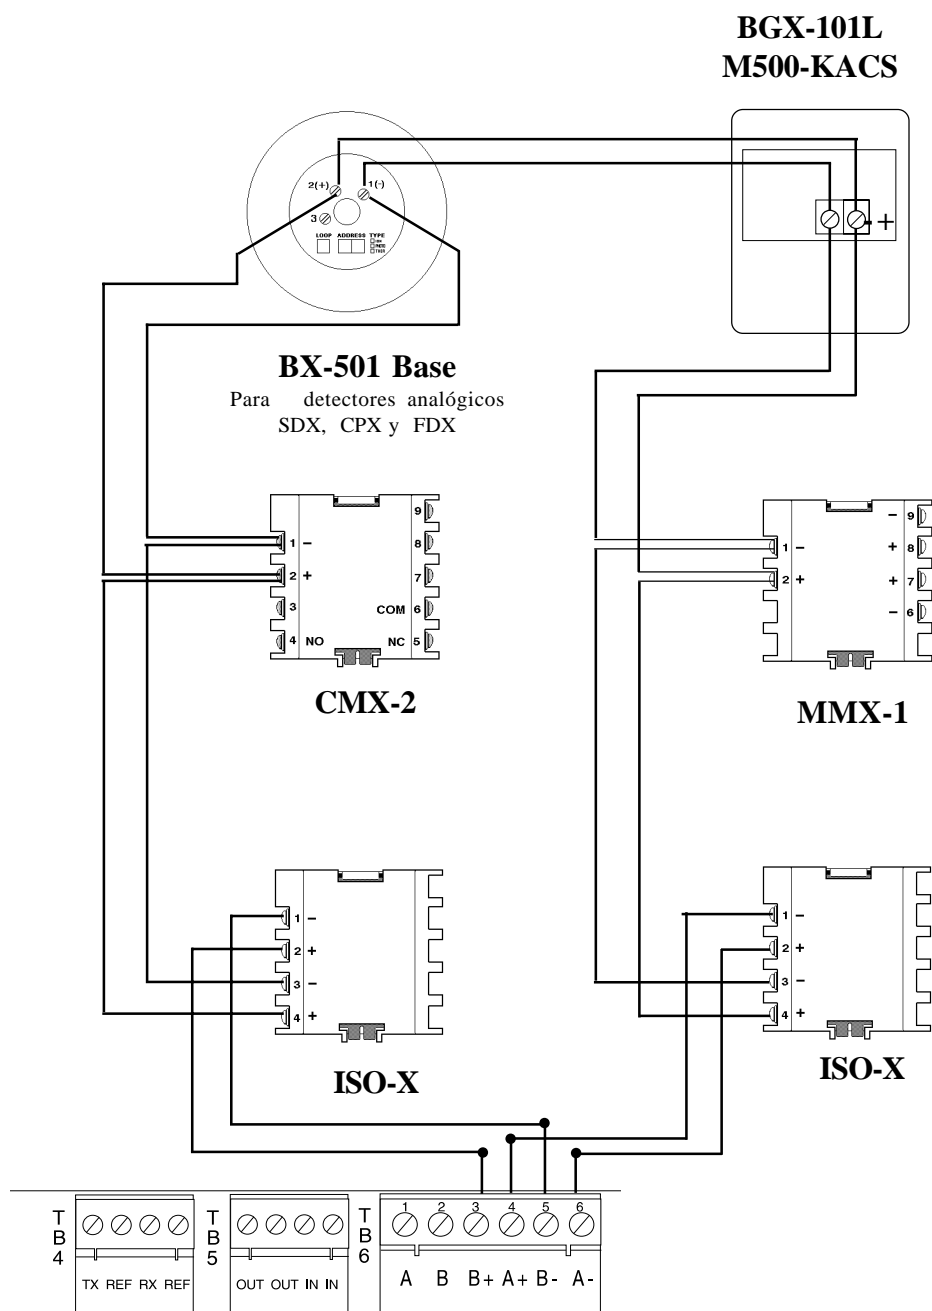 BGX-101L
M500-KACS
2(+)
1(-)
3
LOOP ADDRESS TYPE
- +
BX-501 Base
Para detectores analógicos
SDX, CPX y FDX
1 -
2 +
3
4 NO
9
8
7
COM 6
NC 5
CMX-2
1 -
2 +
- 9
+ 8
+ 7
- 6
MMX-1
1 -
2 +
3 -
4 +
ISO-X
1 -
2 +
3 -
4 +
ISO-X
TB4
TX REF RX REF
TB5
OUT OUT IN IN
TB6
1 2 3 4 5 6
A B B+ A+ B- A-